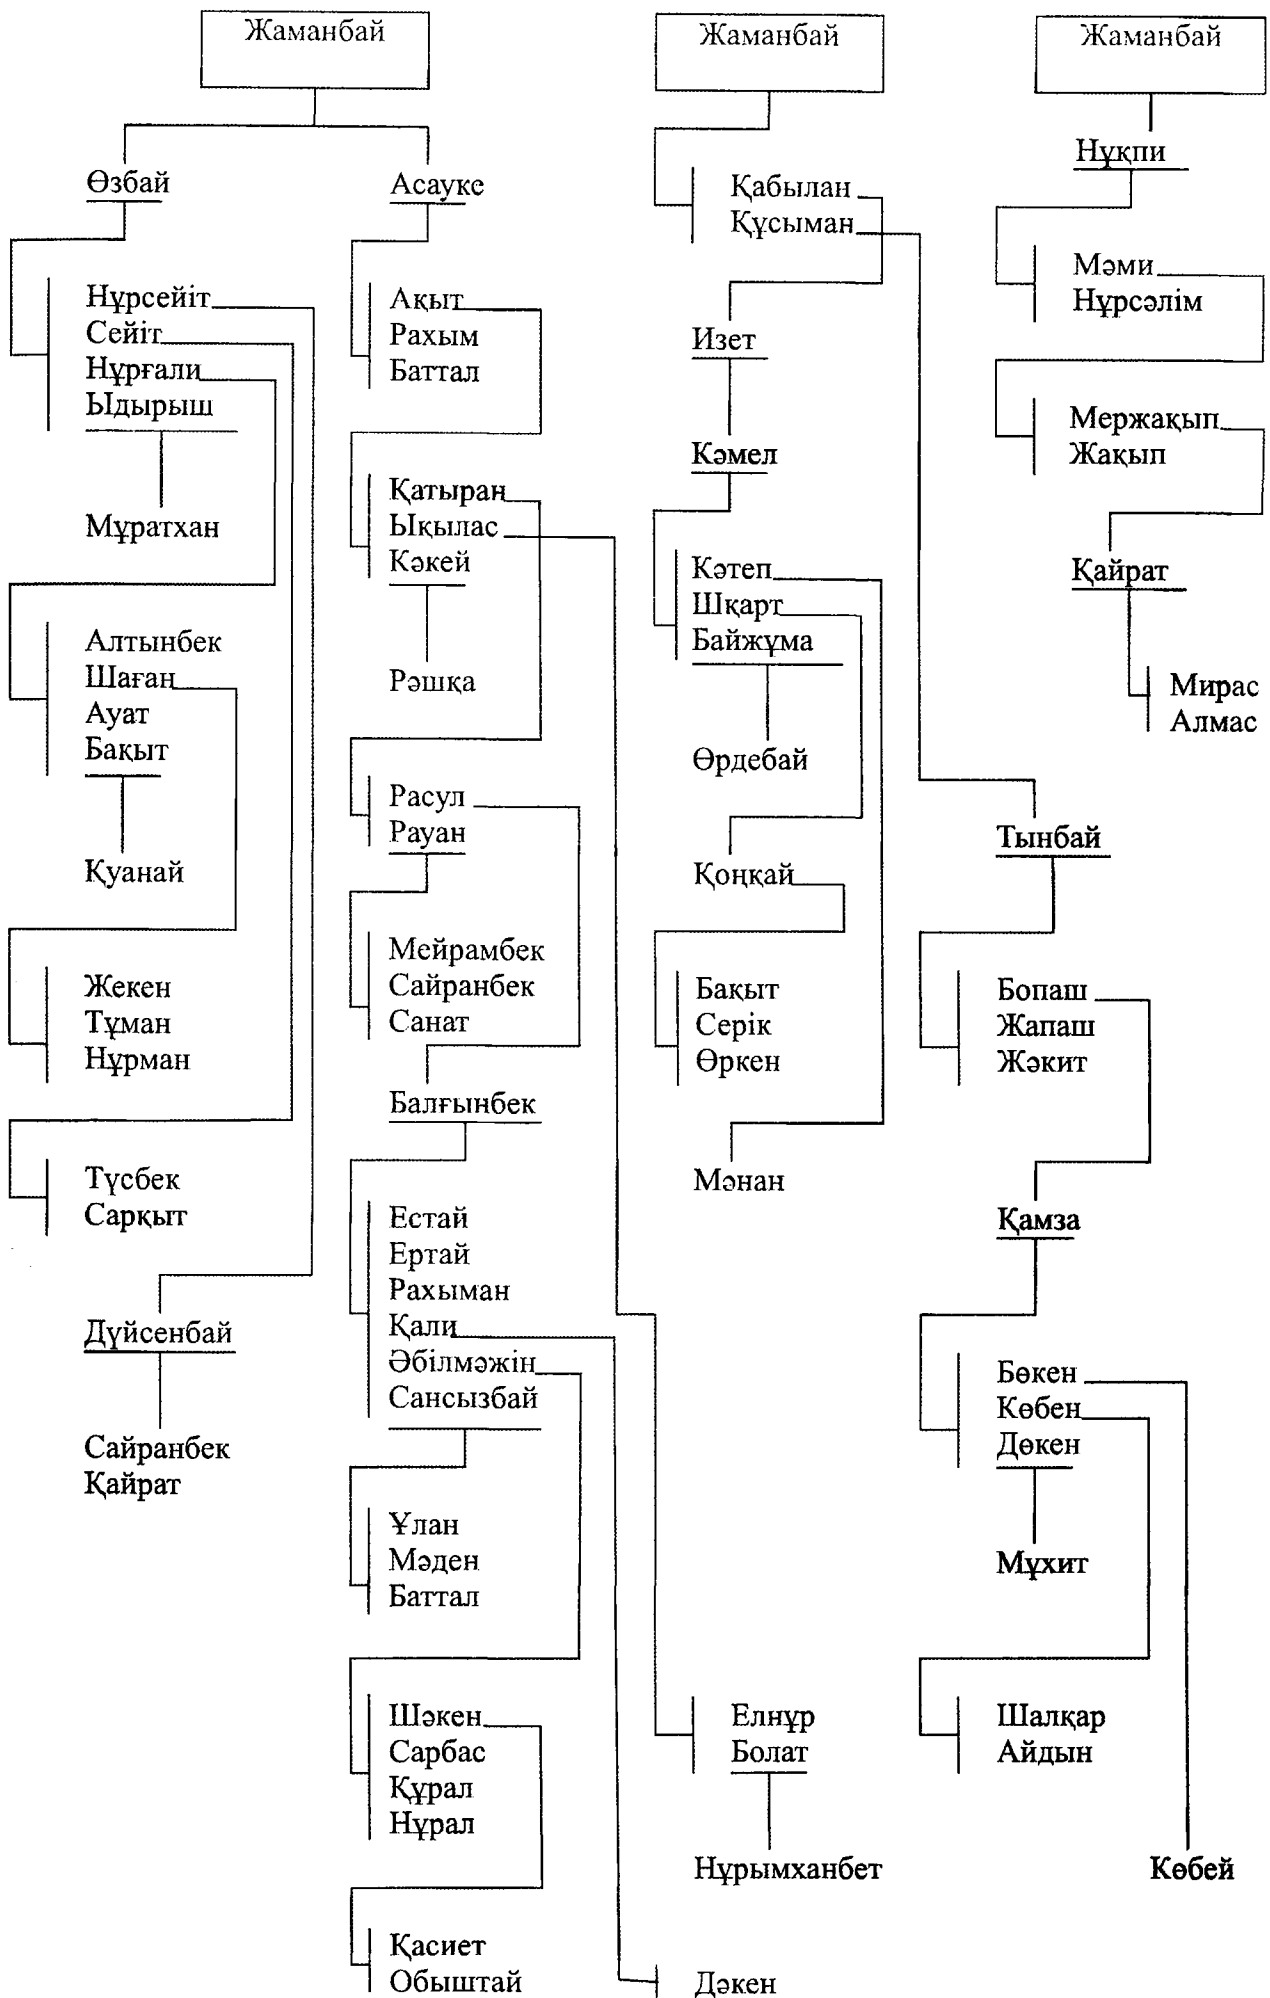 Жаманбай
Өзбай
Нұрсейіт
Сейіт
Нұрғали
Ыдырыш
Мұратхан
Алтынбек
Шаған
Ауат
Бақыт
Қуанай
Жекен
Тұман
Нұрман
Түсбек
Сарқыт
Дүйсенбай
Сайранбек
Қайрат
Асауке
Ақыт
Рахым
Баттал
Қатыран
Ықылас
Кәкей
Рәшқа
Расул
Рауан
Мейрамбек
Сайранбек
Санат
Балғынбек
Естай
Ертай
Рахыман
Қали
Әбілмәжін
Сансызбай
Ұлан
Мәден
Баттал
Шәкен
Сарбас
Құрал
Нұрал
Қасиет
Обыштай
Жаманбай
Қабылан
Құсыман
Изет
Кәмел
Кәтеп
Шқарт
Байжұма
Өрдебай
Қоңқай
Бақыт
Серік
Өркен
Мәнан
Елнұр
Болат
Нұрымханбет
Дәкен
Жаманбай
Нұқпи
Мәми
Нұрсәлім
Мержақып
Жақып
Қайрат
Мирас
Алмас
Тынбай
Бопаш
Жапаш
Жәкит
Қамза
Бөкен
Көбен
Дөкен
Мұхит
Шалқар
Айдын
Көбей